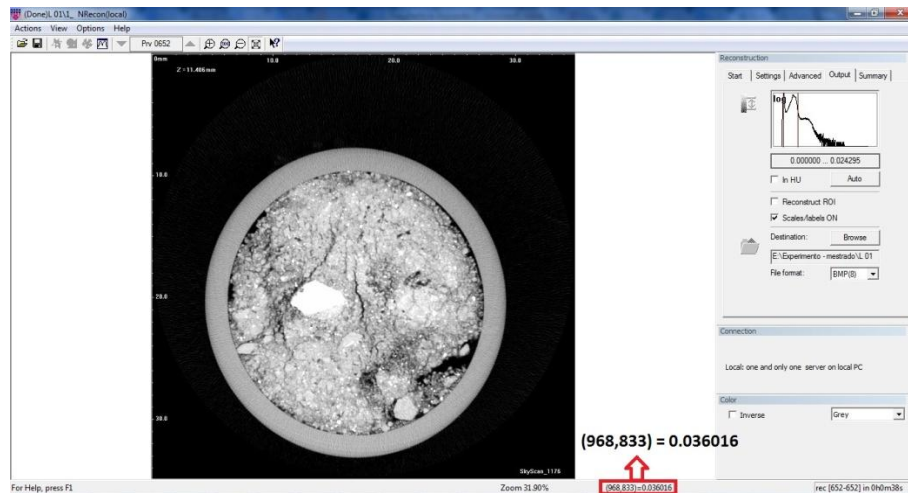 (Done)L 01\1_ NRecon(local)
Actions View Options Help
Prv 0652
0mm 10.0 20.0 30.0
Z = 11.406 mm
10.0
20.0
30.0
SkyScan_1176
Reconstruction
Start Settings Advanced Output Summary
log
0.000000 ... 0.024295
In HU Auto
Reconstruct ROI
Scales/labels ON
Destination: Browse
E:\Experimento - mestrado\L 01
File format: BMP(8)
Connection
Local: one and only one server on local PC
Color
Inverse Grey
(968,833) = 0.036016
For Help, press F1 Zoom 31.90% (968,833)=0.036016 rec [652-652] in 0h0m38s